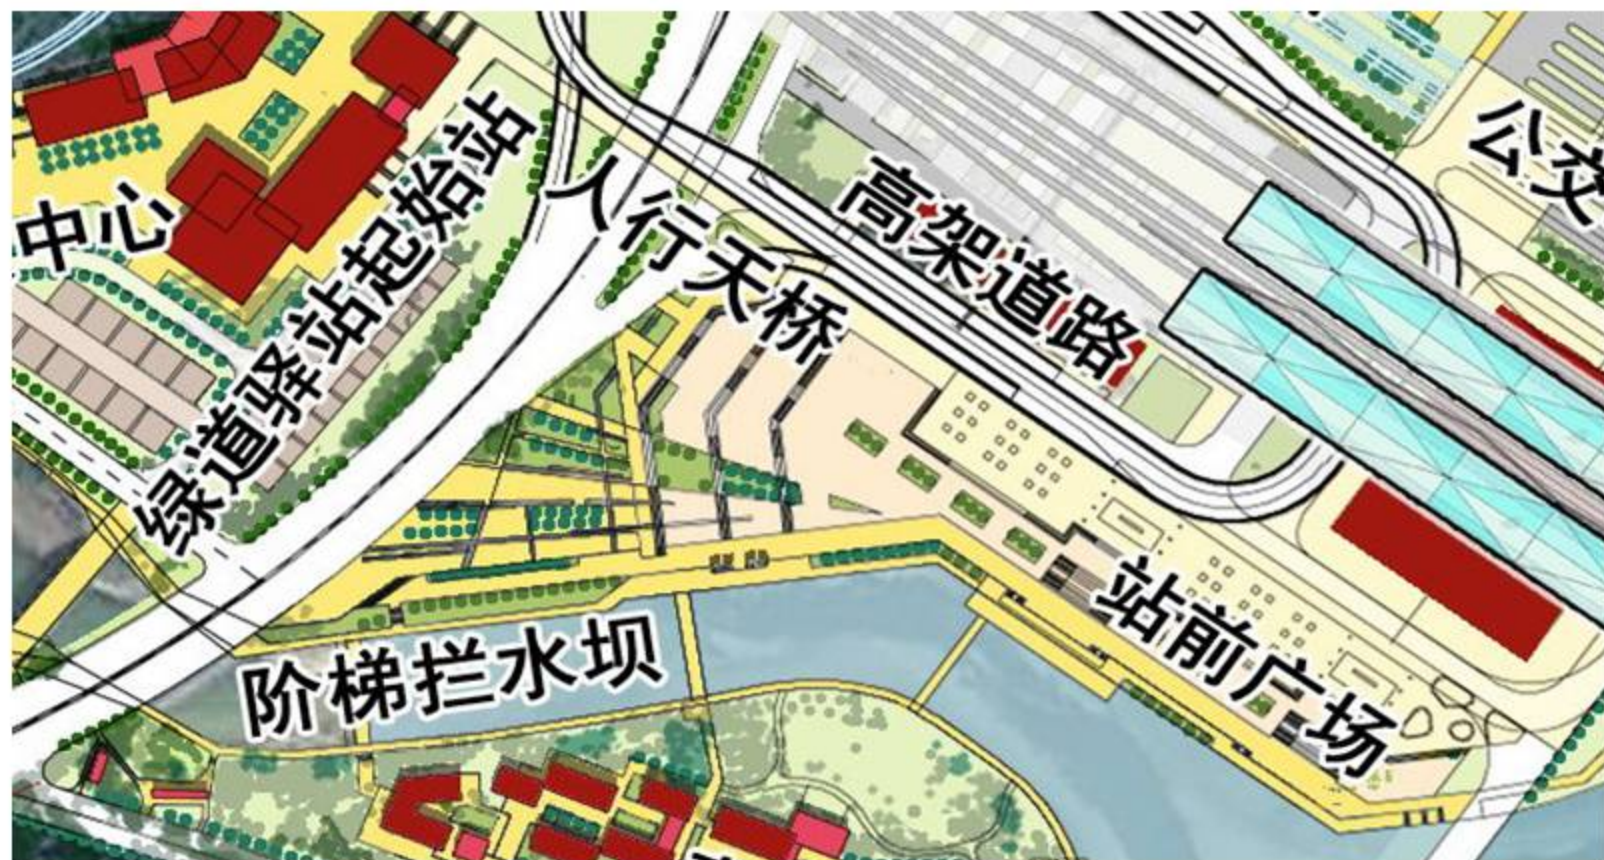 公交
高架道路
人行天桥
绿道驿站起始站
中心
站前广场
阶梯拦水坝